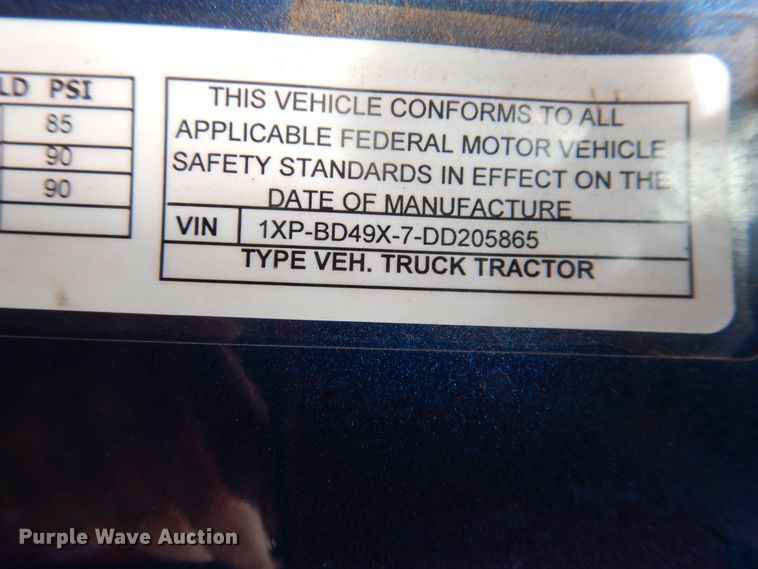 LD PSI
85
90
90
THIS VEHICLE CONFORMS TO ALL
APPLICABLE FEDERAL MOTOR VEHICLE
SAFETY STANDARDS IN EFFECT ON THE
DATE OF MANUFACTURE
VIN 1XP-BD49X-7-DD205865
TYPE VEH. TRUCK TRACTOR
Purple Wave Auction®